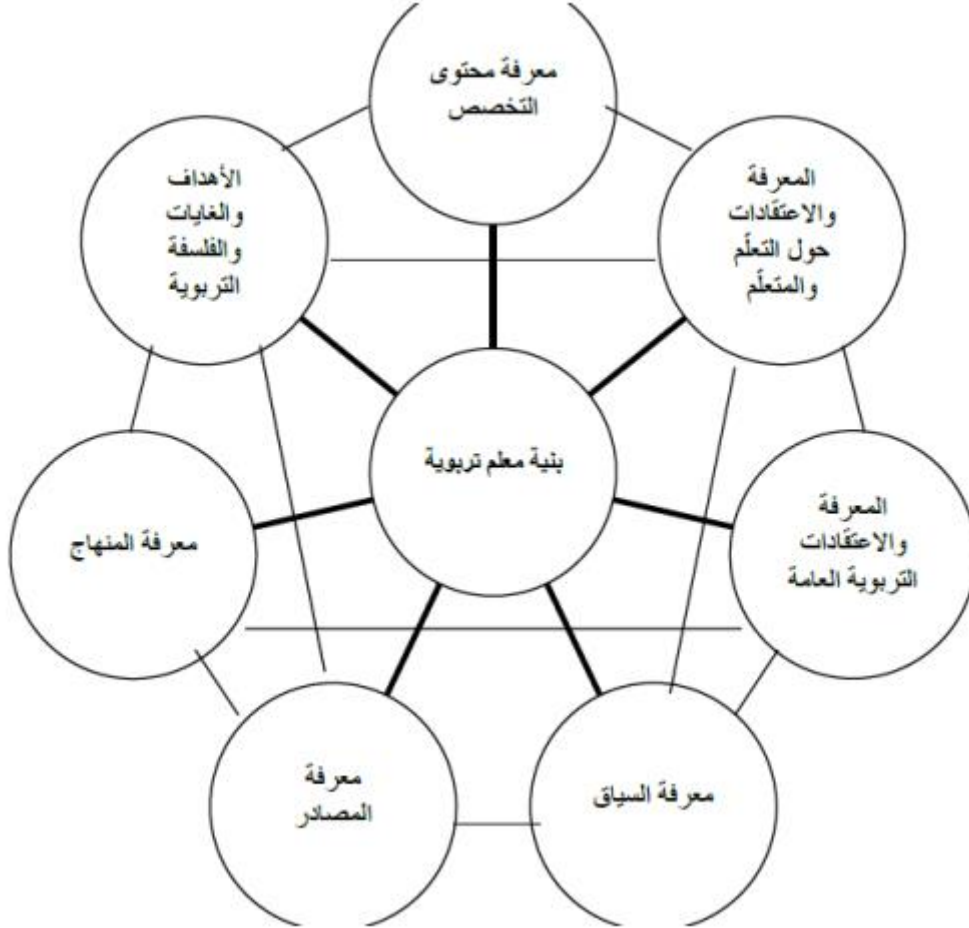 معرفة محتوى
التخصص
المعرفة
والاعتقادات
حول التعلّم
والمتعلّم
الأهداف
والغايات
والفلسفة
التربوية
بنية معلم تربوية
المعرفة
والاعتقادات
التربوية العامة
معرفة المنهاج
معرفة السياق
معرفة
المصادر